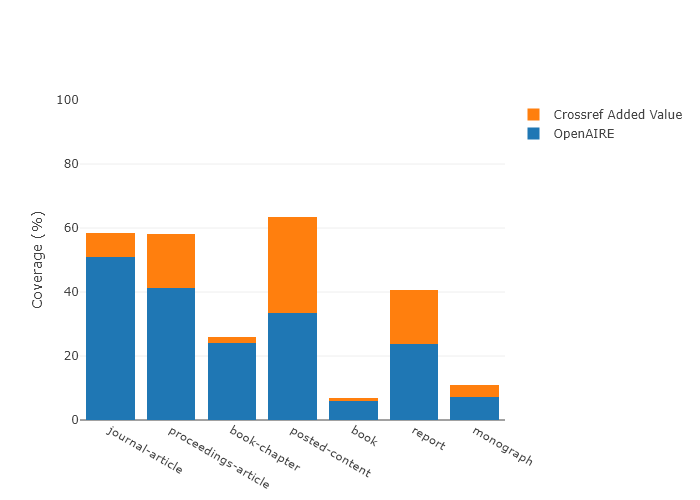 100
80
60
40
20
0
Coverage (%)
journal-article
proceedings-article
book-chapter
posted-content
book
report
monograph
Crossref Added Value
OpenAIRE